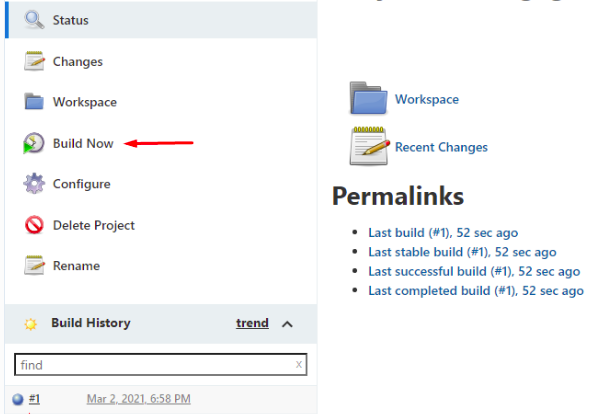 Status
Changes
Workspace
Build Now
Configure
Delete Project
Rename
Build History trend
find x
#1 Mar 2, 2021, 6:58 PM
Workspace
Recent Changes
Permalinks
Last build (#1), 52 sec ago
Last stable build (#1), 52 sec ago
Last successful build (#1), 52 sec ago
Last completed build (#1), 52 sec ago